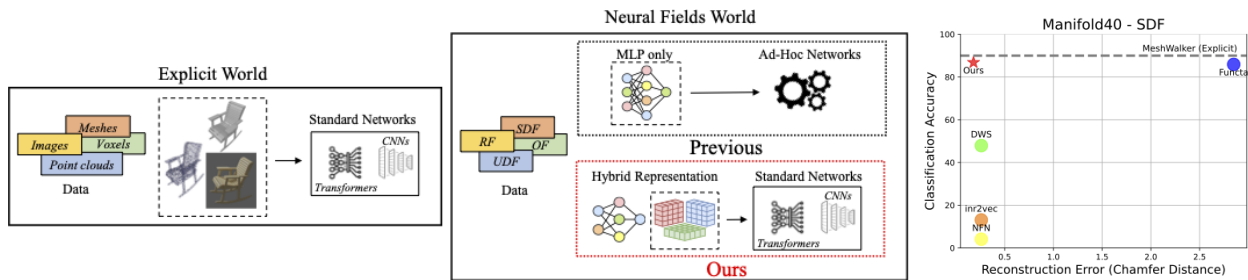 Explicit World
Meshes
Images
Voxels
Point clouds
Data
Standard Networks
CNNs
Transformers
Neural Fields World
MLP only
Ad-Hoc Networks
SDF
RF
OF
UDF
Data
Previous
Hybrid Representation
Standard Networks
CNNs
Transformers
Ours
Manifold40 - SDF
MeshWalker (Explicit)
Ours
Functa
DWS
inr2vec
NFN
Classification Accuracy
100
80
60
40
20
0
0.5 1.0 1.5 2.0 2.5
Reconstruction Error (Chamfer Distance)